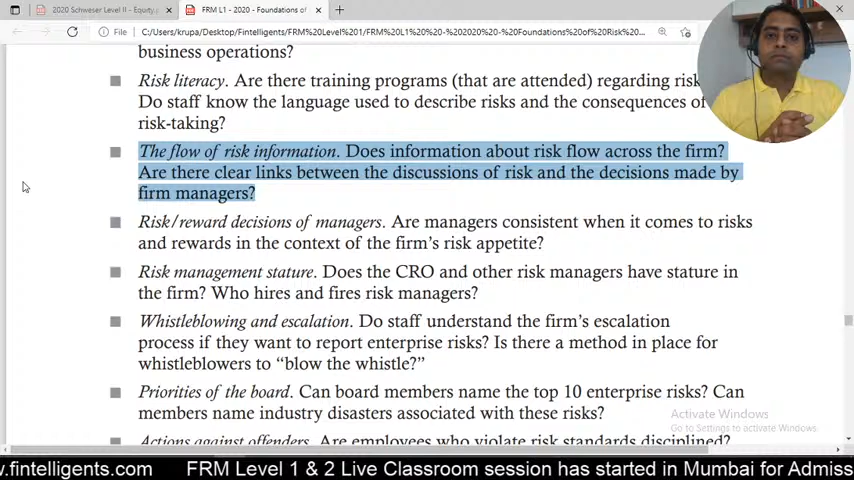 2020 Schweser Level II - Equity.p
FRM L1 - 2020 - Foundations of
File
C:/Users/krupa/Desktop/Fintelligents/FRM%20Level%201/FRM%20L1%20-%202020%20-%20Foundations%20of%20Risk%20...
business operations?
Risk literacy. Are there training programs (that are attended) regarding risk
Do staff know the language used to describe risks and the consequences of
risk-taking?
The flow of risk information. Does information about risk flow across the firm?
Are there clear links between the discussions of risk and the decisions made by
firm managers?
Risk/reward decisions of managers. Are managers consistent when it comes to risks
and rewards in the context of the firm's risk appetite?
Risk management stature. Does the CRO and other risk managers have stature in
the firm? Who hires and fires risk managers?
Whistleblowing and escalation. Do staff understand the firm's escalation
process if they want to report enterprise risks? Is there a method in place for
whistleblowers to “blow the whistle?”
Priorities of the board. Can board members name the top 10 enterprise risks? Can
members name industry disasters associated with these risks?
Activate Windows
Go to Settings to activate Windows.
Actions against offenders. Are employees who violate risk standards disciplined?
w.fintelligents.com FRM Level 1 & 2 Live Classroom session has started in Mumbai for Admiss